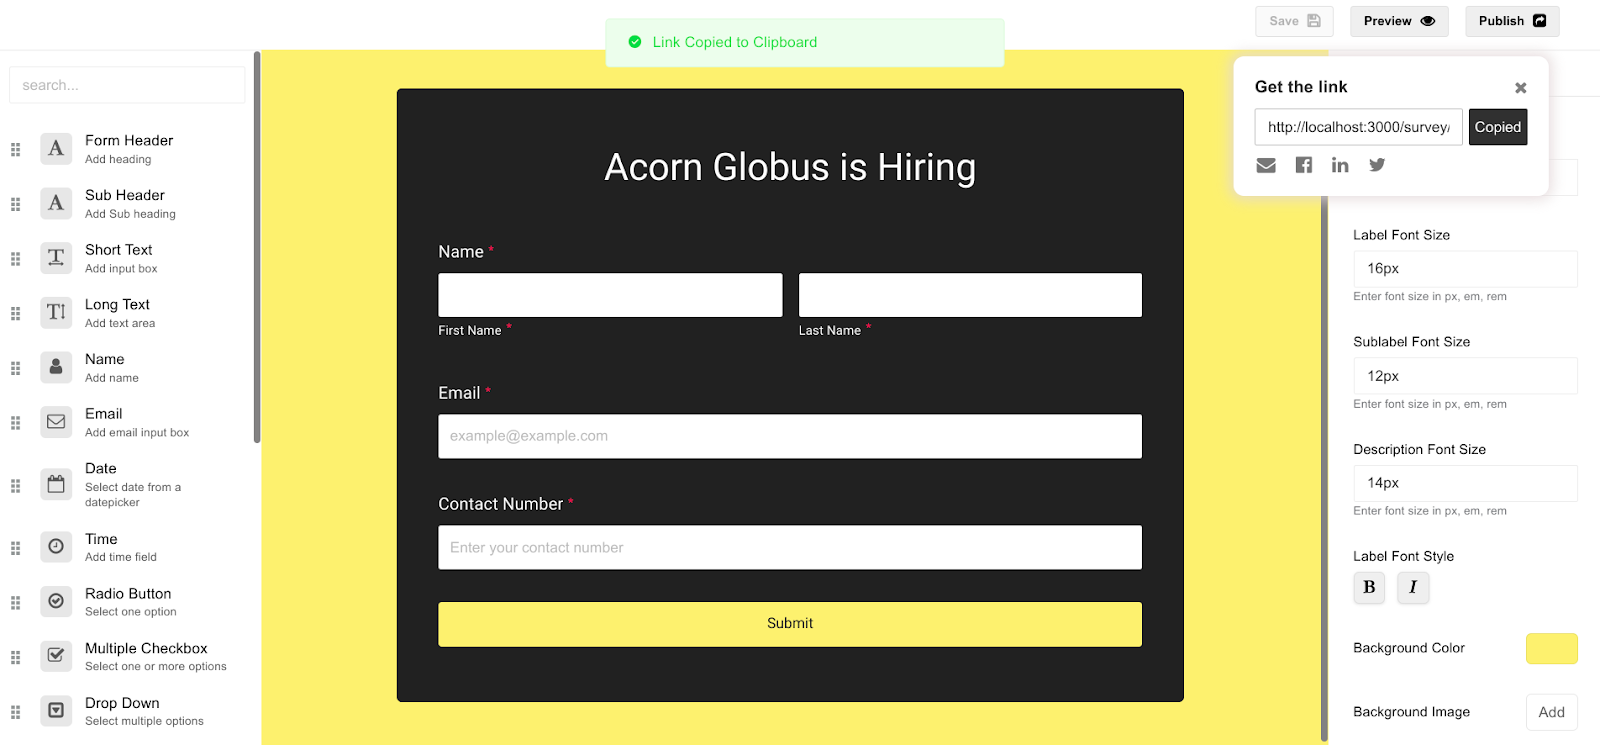 Save
Preview
Publish
Link Copied to Clipboard
Get the link
http://localhost:3000/survey/
Copied
search...
Form Header
Add heading
Sub Header
Add Sub heading
Short Text
Add input box
Long Text
Add text area
Name
Add name
Email
Add email input box
Date
Select date from a
datepicker
Time
Add time field
Radio Button
Select one option
Multiple Checkbox
Select one or more options
Drop Down
Select multiple options
Acorn Globus is Hiring
Name *
First Name *
Last Name *
Email *
example@example.com
Contact Number *
Enter your contact number
Submit
Label Font Size
16px
Enter font size in px, em, rem
Sublabel Font Size
12px
Enter font size in px, em, rem
Description Font Size
14px
Enter font size in px, em, rem
Label Font Style
B I
Background Color
Background Image
Add